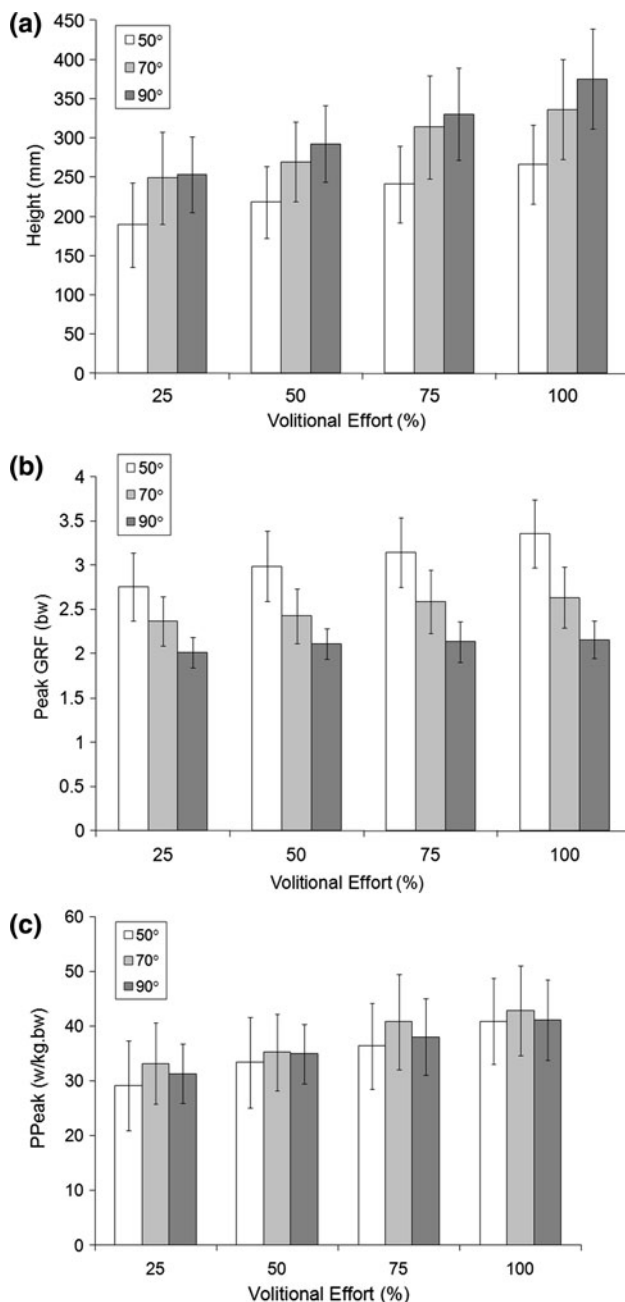 (a)
450
400
350
300
250
200
150
100
50
0
Height (mm)
50°
70°
90°
25 50 75 100
Volitional Effort (%)
(b)
4
3.5
3
2.5
2
1.5
1
0.5
0
Peak GRF (bw)
50°
70°
90°
25 50 75 100
Volitional Effort (%)
(c)
60
50
40
30
20
10
0
PPeak (w/kg.bw)
50°
70°
90°
25 50 75 100
Volitional Effort (%)